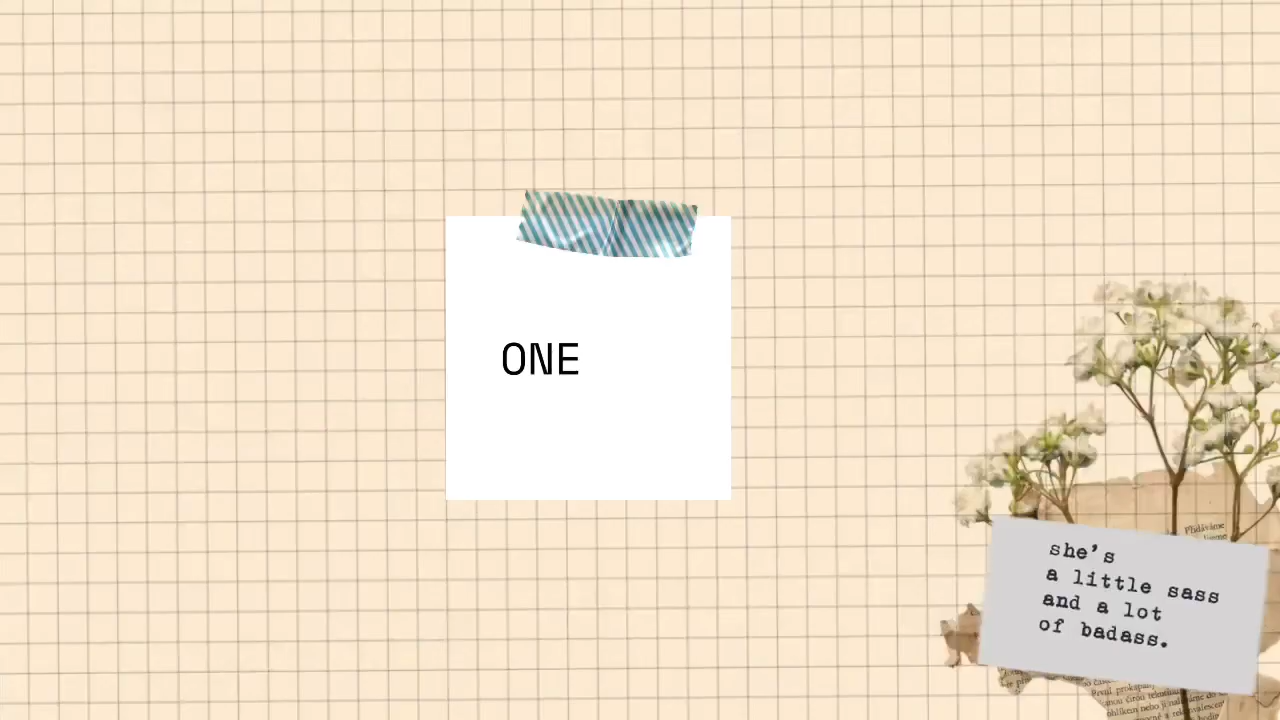 ONE
she's
a little sass
and a lot
of badass.